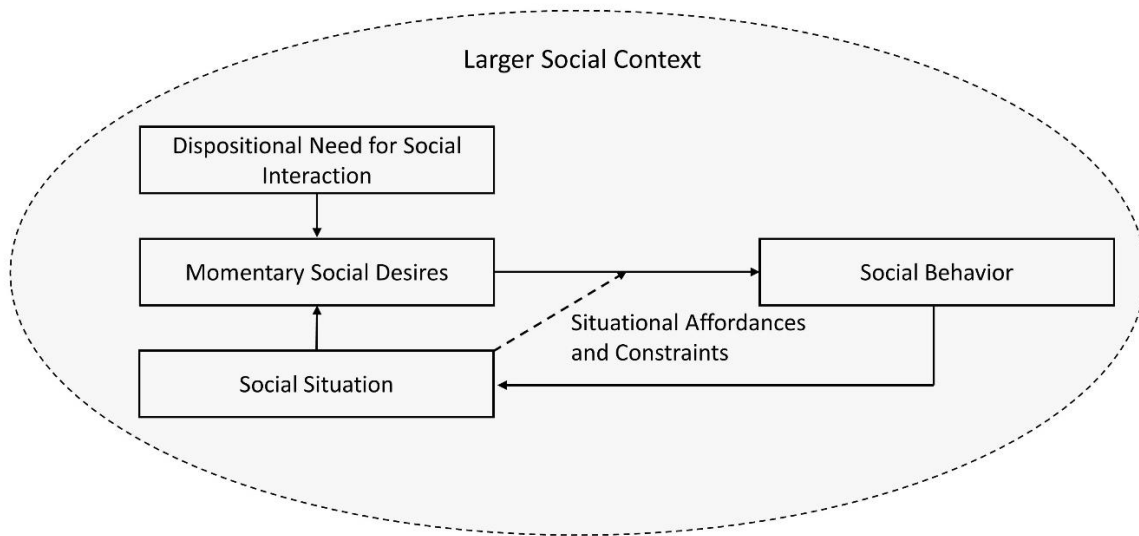 Larger Social Context
Dispositional Need for Social
Interaction
Momentary Social Desires
Social Behavior
Situational Affordances
and Constraints
Social Situation